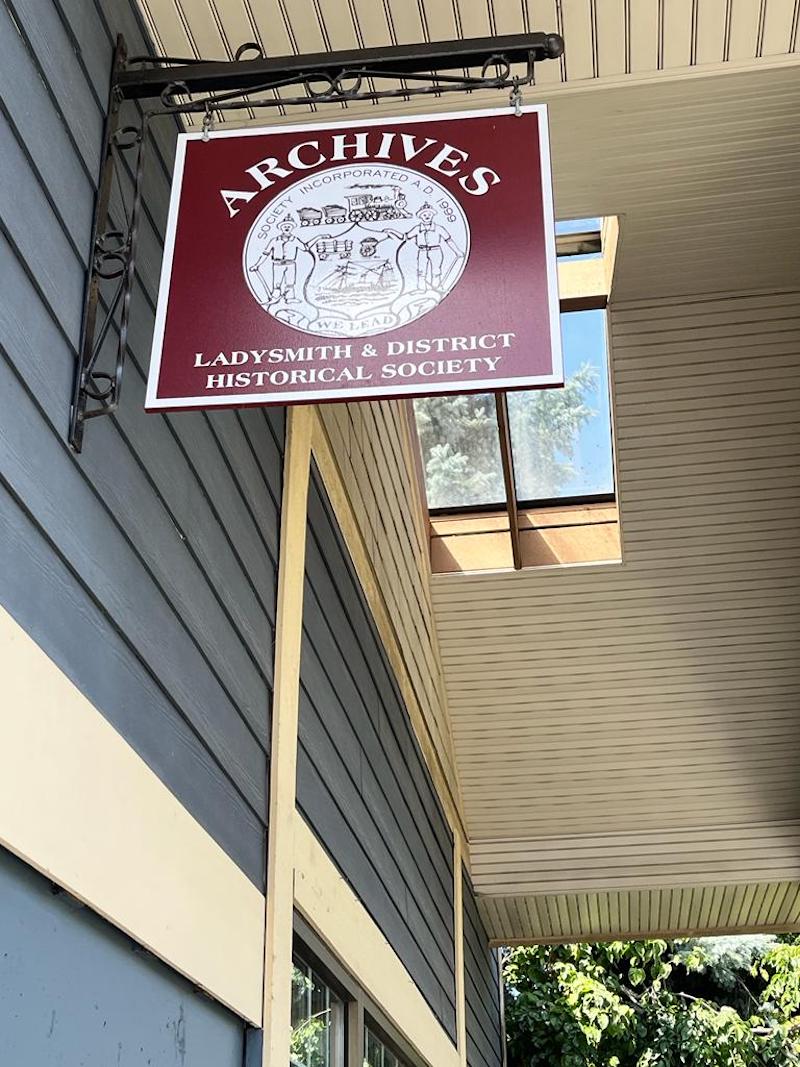 ARCHIVES
SOCIETY INCORPORATED A.D. 1999
WE LEAD
LADYSMITH & DISTRICT
HISTORICAL SOCIETY